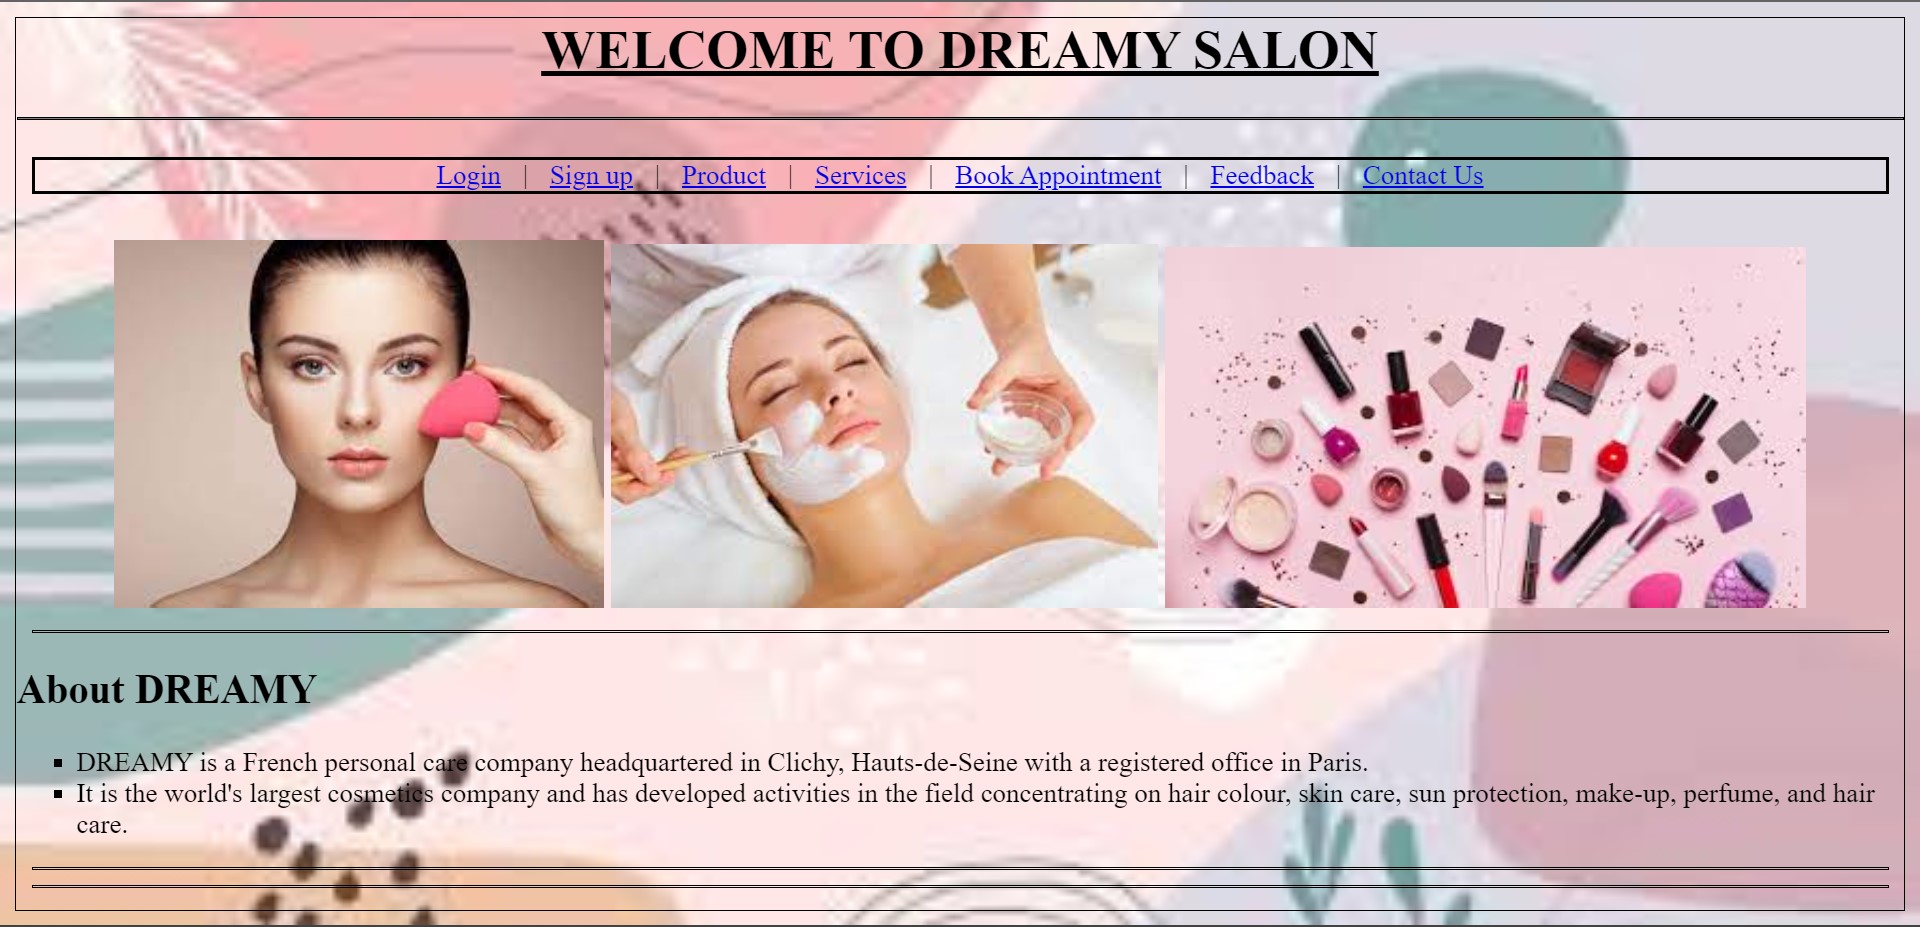 WELCOME TO DREAMY SALON
Login | Sign up | Product | Services | Book Appointment | Feedback | Contact Us
About DREAMY
▪ DREAMY is a French personal care company headquartered in Clichy, Hauts-de-Seine with a registered office in Paris.
▪ It is the world's largest cosmetics company and has developed activities in the field concentrating on hair colour, skin care, sun protection, make-up, perfume, and hair
care.